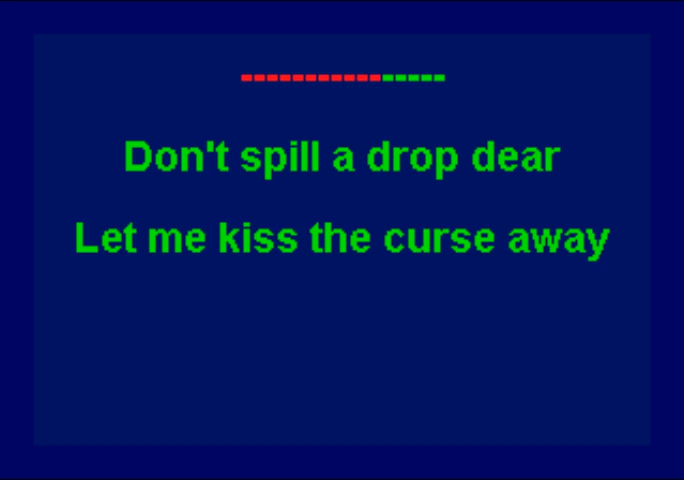 ----------------
Don't spill a drop dear
Let me kiss the curse away